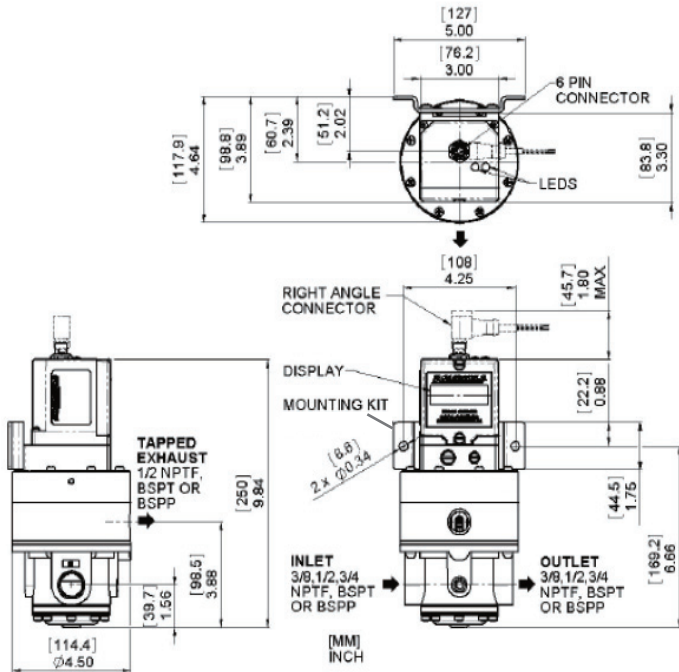 [127]
5.00
[76.2]
3.00
6 PIN
CONNECTOR
[117.9]
4.64
[98.8]
3.89
[60.7]
2.39
[51.2]
2.02
[83.8]
3.30
LEDS
[108]
4.25
[45.7]
1.80
MAX
RIGHT ANGLE
CONNECTOR
DISPLAY
MOUNTING KIT
[22.2]
0.88
[8.8]
2 x Ø0.34
TAPPED
EXHAUST
1/2 NPTF,
BSPT OR
BSPP
[250]
9.84
[44.5]
1.75
[169.2]
6.66
[98.5]
3.88
[39.7]
1.56
INLET
3/8,1/2,3/4
NPTF, BSPT
OR BSPP
OUTLET
3/8,1/2,3/4
NPTF, BSPT
OR BSPP
[114.4]
Ø4.50
[MM]
INCH